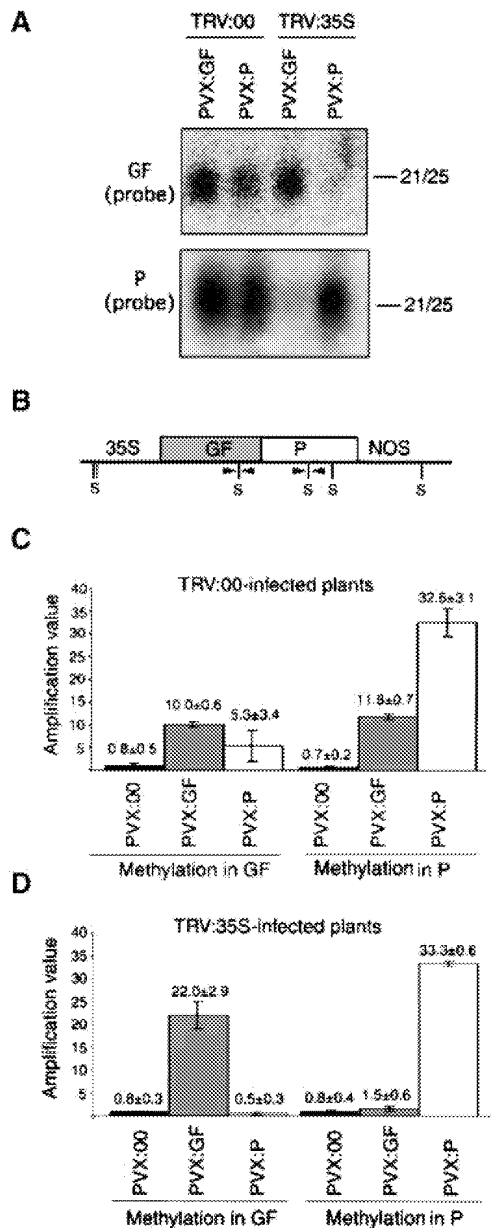 A
TRV:00 TRV:35S
PVX:GF PVX:P PVX:GF PVX:P
GF
(probe)
21/25
P
(probe)
21/25
B
35S GF P NOS
S S S S S
C
TRV:00-infected plants
Amplification value
40
35
30
25
20
15
10
5
0.8±0.5 10.0±0.6 5.3±3.4 0.7±0.2 11.8±0.7 32.5±3.1
PVX:00 PVX:GF PVX:P PVX:00 PVX:GF PVX:P
Methylation in GF Methylation in P
D
TRV:35S-infected plants
Amplification value
40
35
30
25
20
15
10
5
0.8±0.3 22.0±2.9 0.5±0.3 0.8±0.4 1.5±0.6 33.3±0.6
PVX:00 PVX:GF PVX:P PVX:00 PVX:GF PVX:P
Methylation in GF Methylation in P